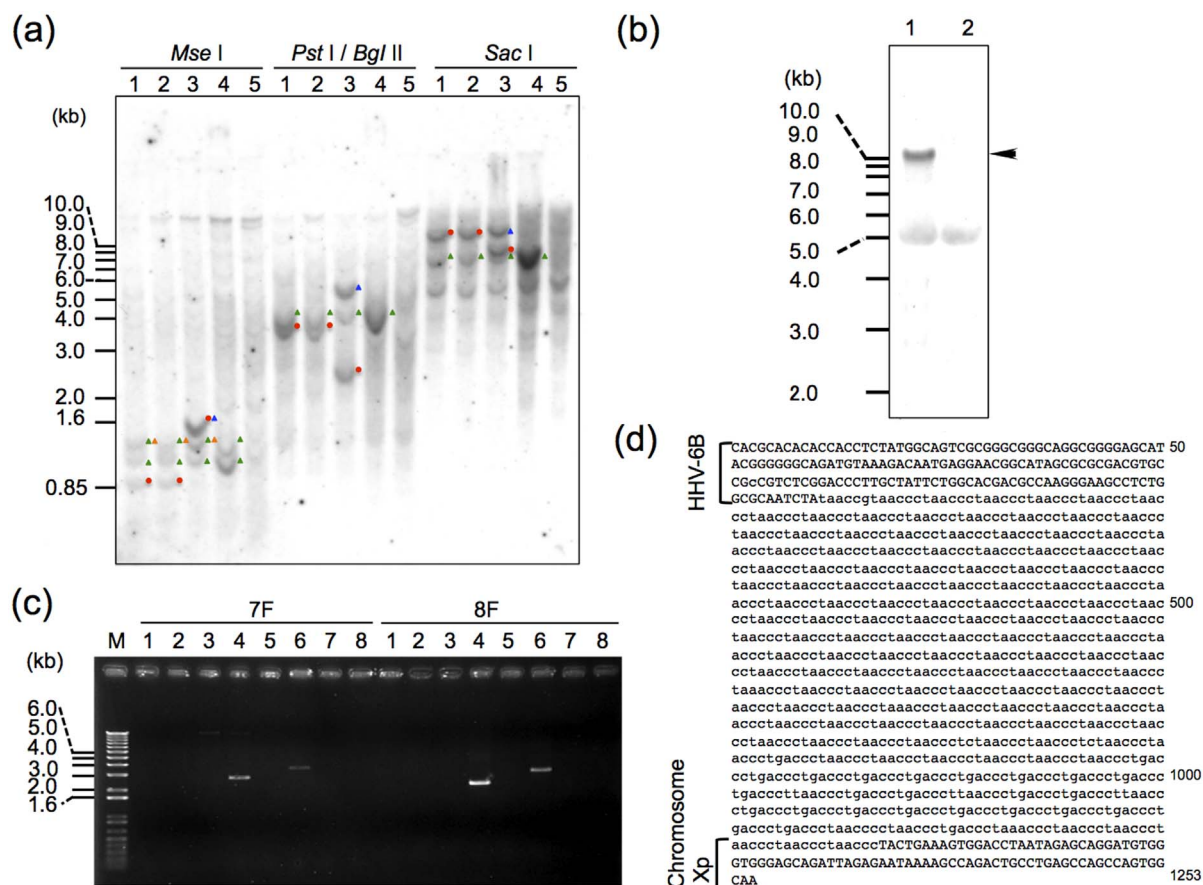 (a)
Mse I
Pst I / Bgl II
Sac I
1 2 3 4 5 1 2 3 4 5 1 2 3 4 5
(kb)
10.0
9.0
8.0
7.0
6.0
5.0
4.0
3.0
2.0
1.6
0.85
(b)
1 2
(kb)
10.0
9.0
8.0
7.0
6.0
5.0
4.0
3.0
2.0
(c)
7F 8F
M 1 2 3 4 5 6 7 8 1 2 3 4 5 6 7 8
(kb)
6.0
5.0
4.0
3.0
2.0
1.6
(d)
HHV-6B
CACGCACACACCACCTCTATGGCAGTCGCGGGCGGGCAGGCGGGGAGCAT 50
ACGGGGGGCAGATGTAAAGACAATGAGGAACGGCATAGCGCGCGACGTGC
CGCCGTCTCGGACCCTTGCTATTCTGGCACGACGCCAAGGGAAGCCTCTG
GCGCAATCTAtaaccgtaaccctaaccctaaccctaaccctaaccctaac
cctaaccctaaccctaaccctaaccctaaccctaaccctaaccctaaccc
taaccctaaccctaaccctaaccctaaccctaaccctaaccctaacccta
accctaaccctaaccctaaccctaaccctaaccctaaccctaaccctaac
cctaaccctaaccctaaccctaaccctaaccctaaccctaaccctaaccc
taaccctaaccctaaccctaaccctaaccctaaccctaaccctaacccta
accctaaccctaaccctaaccctaaccctaaccctaaccctaaccctaac 500
cctaaccctaaccctaaccctaaccctaaccctaaccctaaccctaaccc
taaccctaaccctaaccctaaccctaaccctaaccctaaccctaacccta
accctaaccctaaccctaaccctaaccctaaccctaaccctaaccctaac
cctaaccctaaccctaaccctaaccctaaccctaaccctaaccctaaccc
taaaccctaaccctaaccctaaccctaaccctaaccctaaccctaaccct
aaccctaaccctaaccctaaccctaaccctaaccctaaccctaaccctaa
accctaaccctaaccctaaccctaaccctaaccctaaccctaaccctaac
cctaaccctaaccctaaccctaaccctaaccctctaaccctctaacccta
accctgaccctaaccctaaccctaaccctaaccctaaccctaaccctgac
cctgaccctgaccctgaccctgaccctgaccctgaccctgaccctgaccc 1000
tgacccttaaccctgaccctgacccttaaccctgaccctgacccttaacc
ctgaccctgaccctaaccctgaccctgaccctgaccctgaccctgaccct
gaccctgaccctaacccctaaccctgaccctaaaccctaaccctaaccct
Chromosome
Xp
aaccctaaccctaaccctTACTGAAAGTGGACCTAATAGAGCAGGATGTGG
GTGGGAGCAGATTAGAGAATAAAAGCCAGACTGCCTGAGCCAGCCAGTGG
CAA 1253